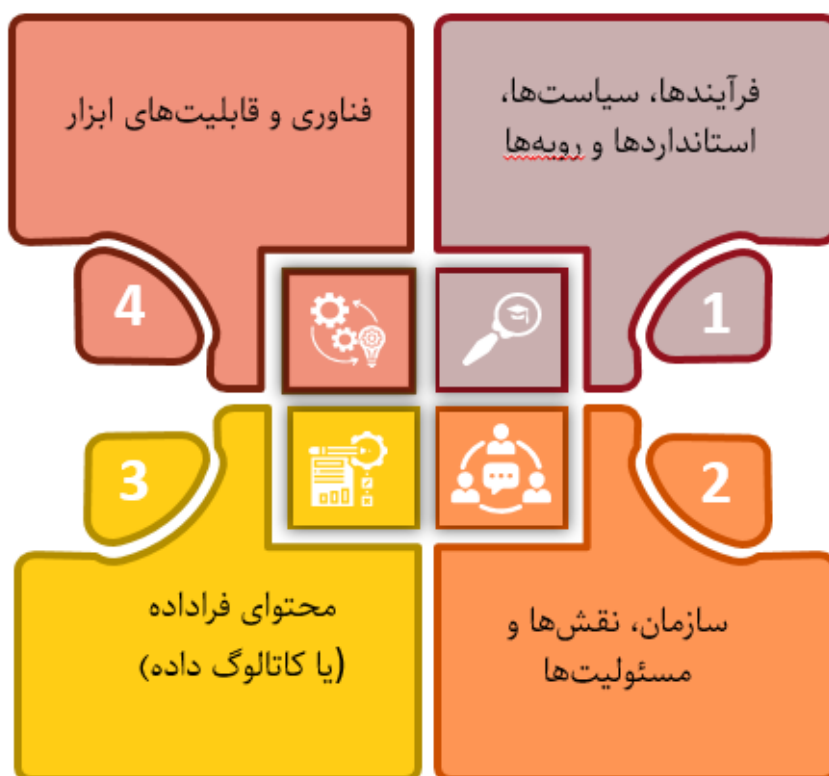 فرآیندها، سیاست‌ها،
استانداردها و رویه‌ها
1
سازمان، نقش‌ها و
مسئولیت‌ها
2
محتوای فراداده
(یا کاتالوگ داده)
3
فناوری و قابلیت‌های ابزار
4